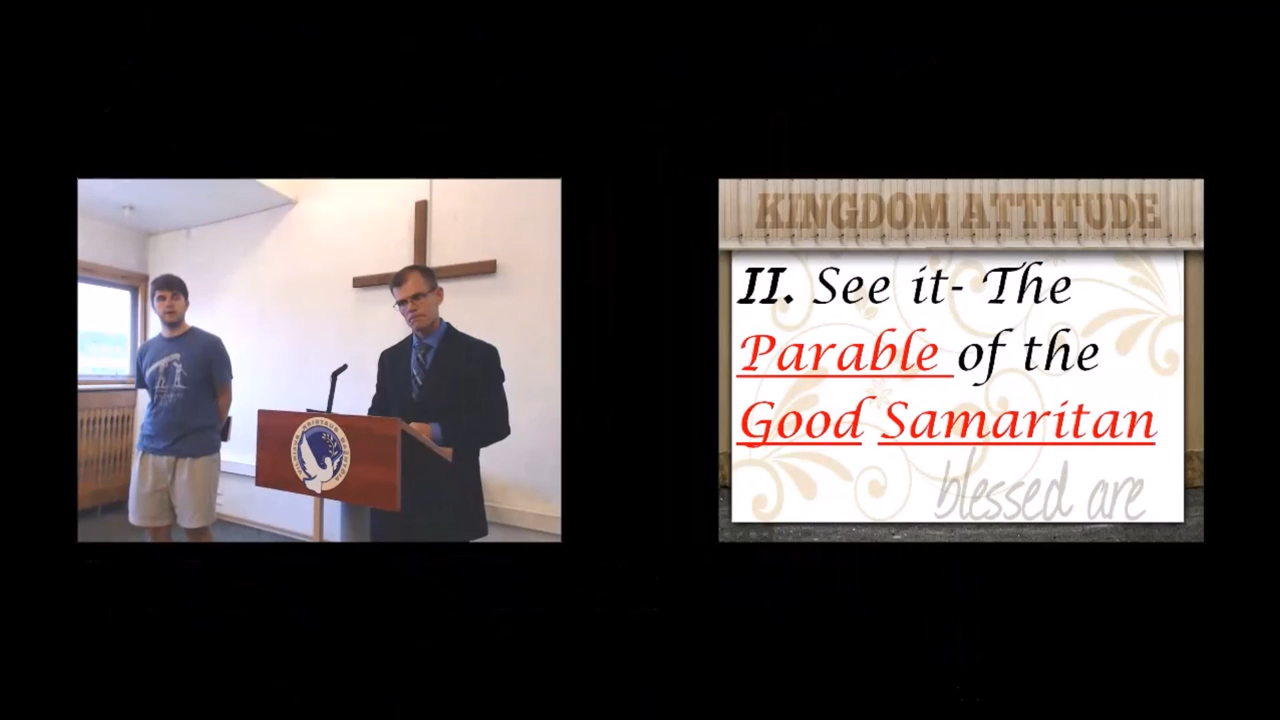 KINGDOM ATTITUDE
II. See it- The
Parable of the
Good Samaritan
blessed are